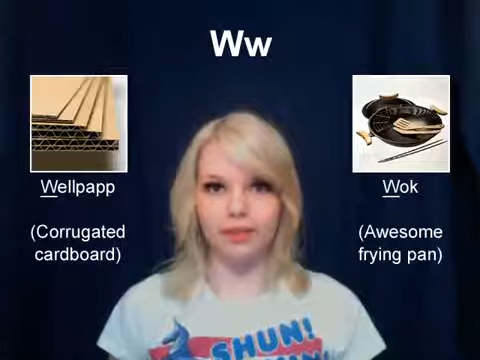 Ww
Wellpapp
(Corrugated
cardboard)
Wok
(Awesome
frying pan)
SHUN!